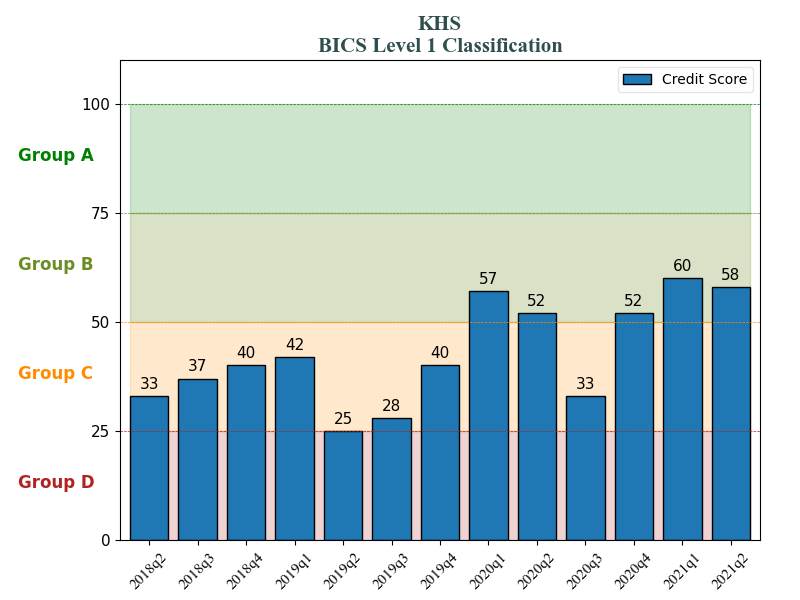 KHS
BICS Level 1 Classification
Credit Score
100
Group A
75
Group B
50
Group C
25
Group D
0
33
37
40
42
25
28
40
57
52
33
52
60
58
2018q2
2018q3
2018q4
2019q1
2019q2
2019q3
2019q4
2020q1
2020q2
2020q3
2020q4
2021q1
2021q2